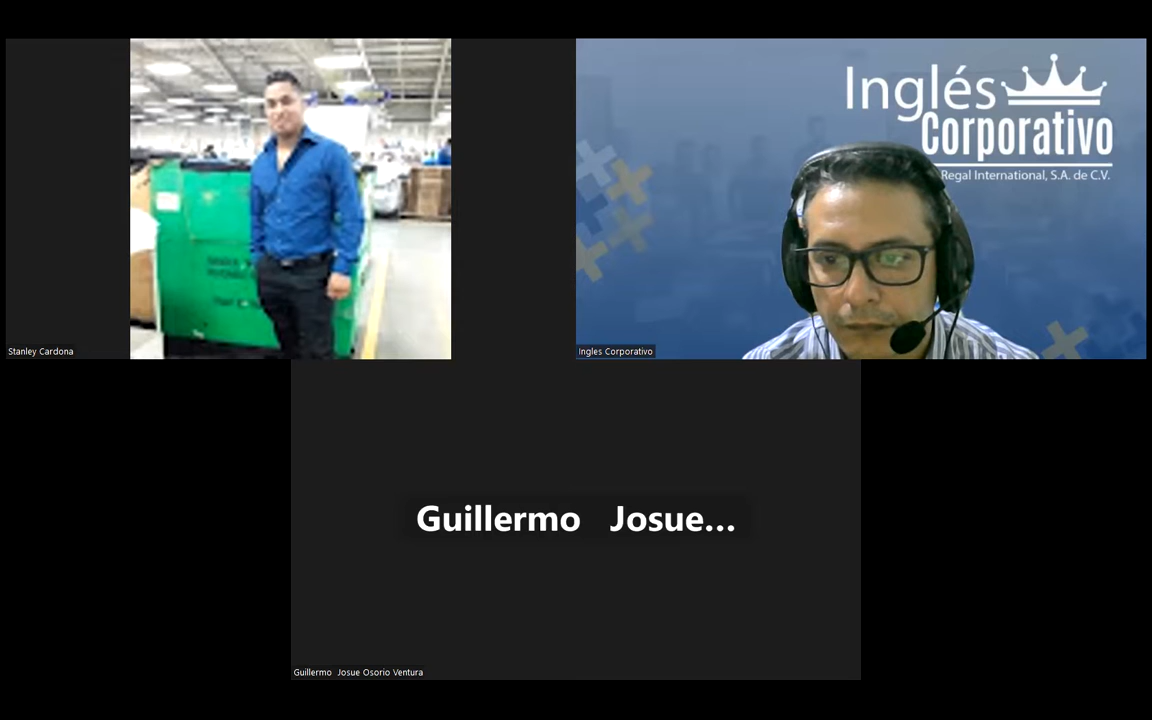 Inglés
Corporativo
Regal International, S.A. de C.V.
Stanley Cardona
Ingles Corporativo
Guillermo Josue...
Guillermo Josue Osorio Ventura